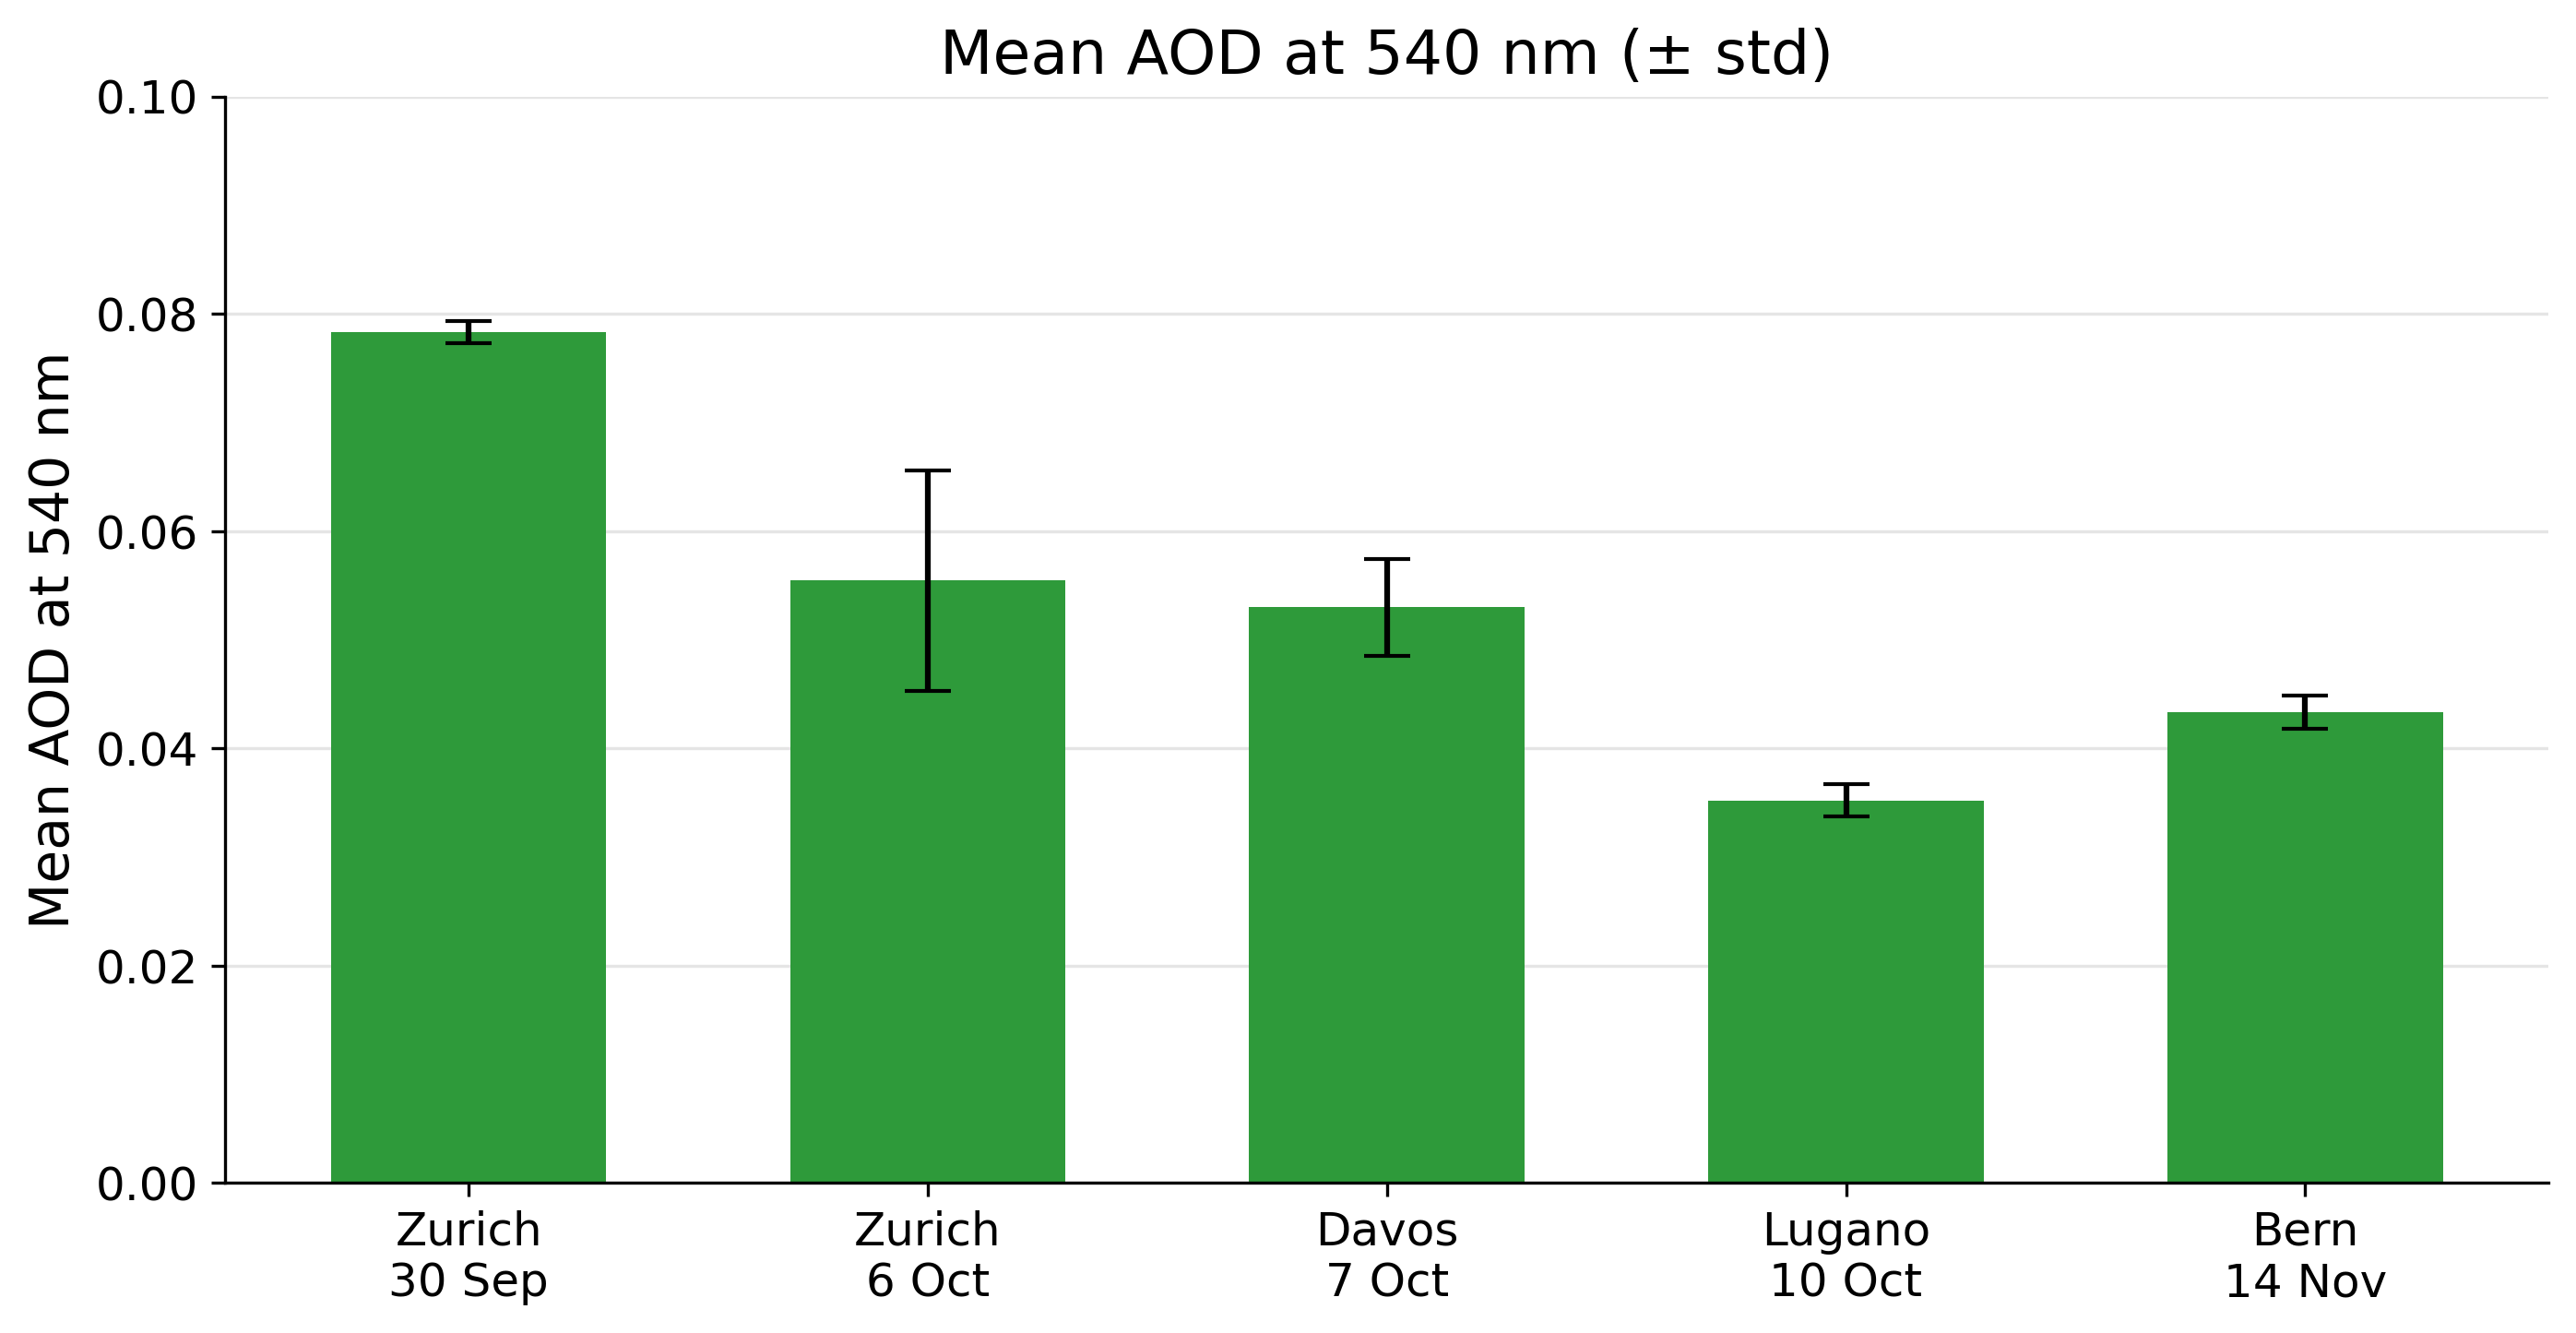 Mean AOD at 540 nm (± std)
Mean AOD at 540 nm
0.10
0.08
0.06
0.04
0.02
0.00
Zurich
30 Sep
Zurich
6 Oct
Davos
7 Oct
Lugano
10 Oct
Bern
14 Nov